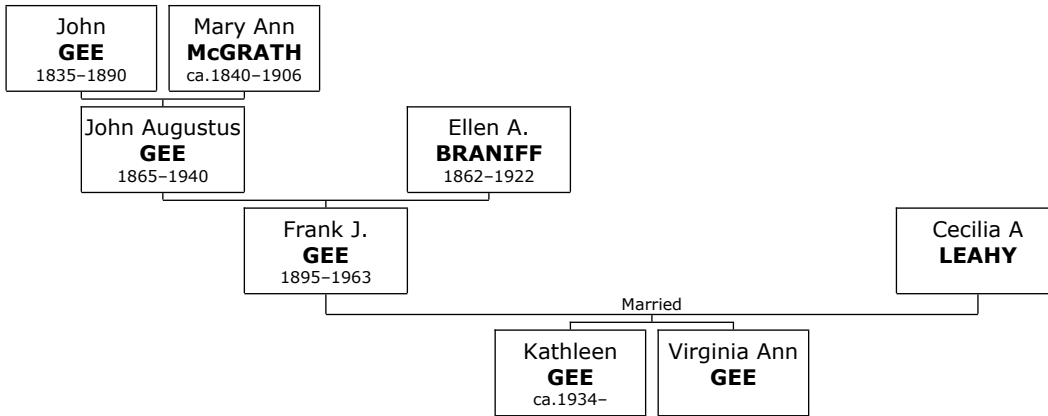 John
GEE
1835–1890
Mary Ann
McGRATH
ca.1840–1906
John Augustus
GEE
1865–1940
Ellen A.
BRANIFF
1862–1922
Frank J.
GEE
1895–1963
Cecilia A
LEAHY
Married
Kathleen
GEE
ca.1934–
Virginia Ann
GEE